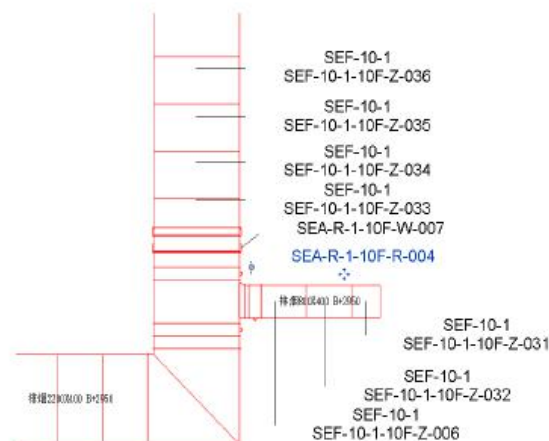 SEF-10-1
SEF-10-1-10F-Z-036
SEF-10-1
SEF-10-1-10F-Z-035
SEF-10-1
SEF-10-1-10F-Z-034
SEF-10-1
SEF-10-1-10F-Z-033
SEA-R-1-10F-W-007
SEA-R-1-10F-R-004
B+2950
SEF-10-1
SEF-10-1-10F-Z-031
SEF-10-1
SEF-10-1-10F-Z-032
B+2950
SEF-10-1
SEF-10-1-10F-Z-006